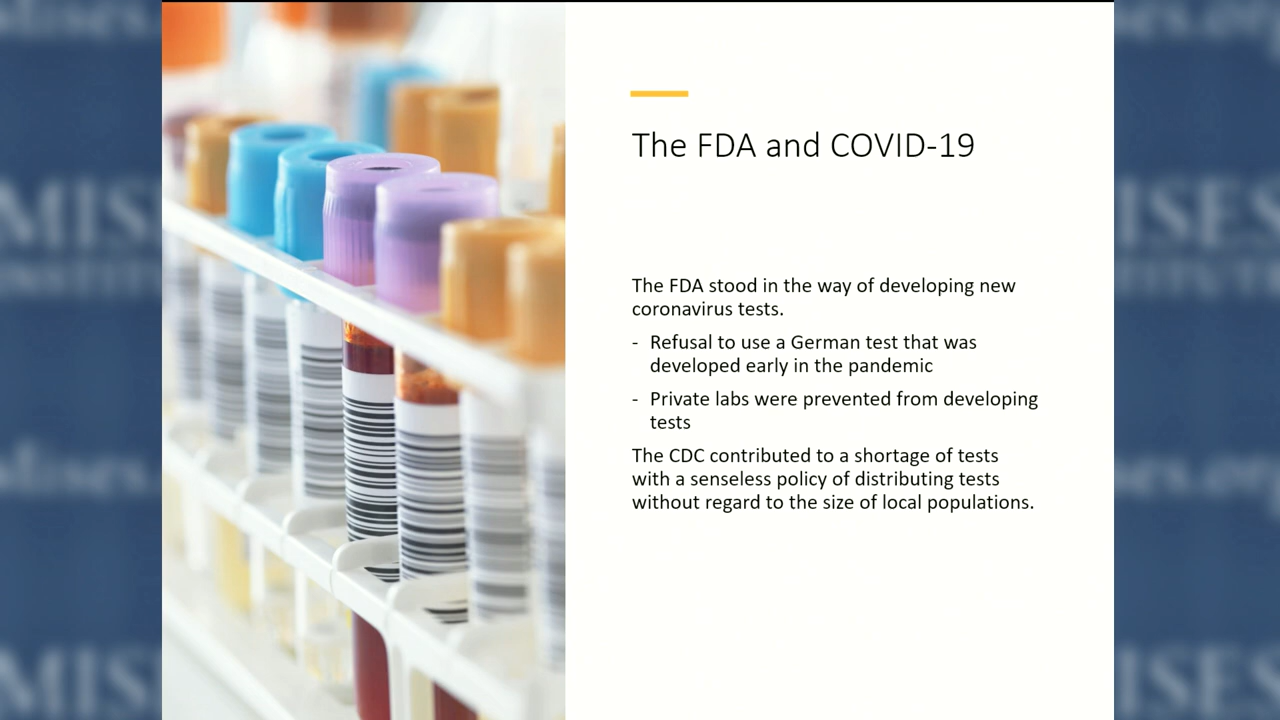 The FDA and COVID-19
The FDA stood in the way of developing new
coronavirus tests.
- Refusal to use a German test that was
developed early in the pandemic
- Private labs were prevented from developing
tests
The CDC contributed to a shortage of tests
with a senseless policy of distributing tests
without regard to the size of local populations.